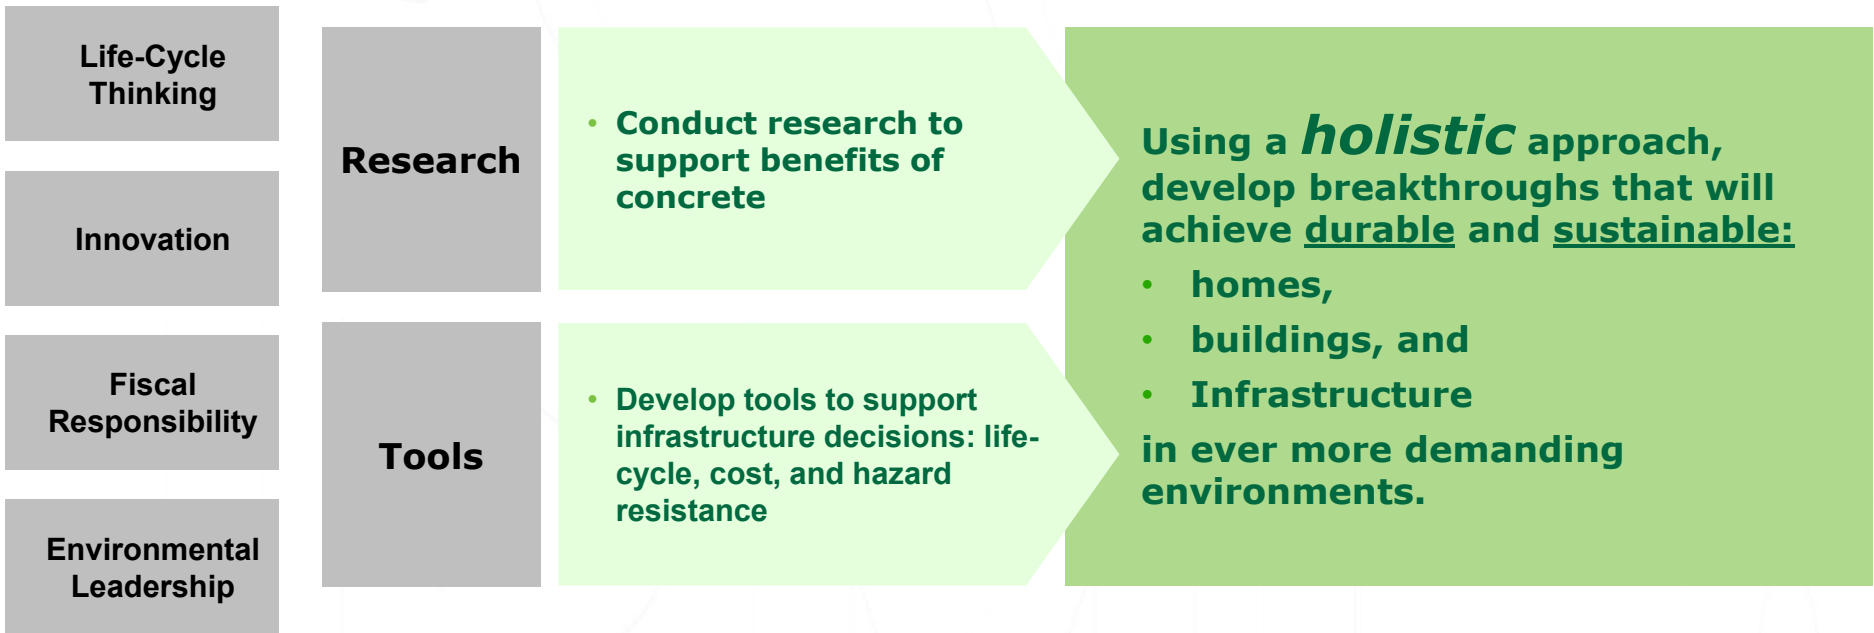 Life-Cycle
Thinking
Innovation
Fiscal
Responsibility
Environmental
Leadership
Research
• Conduct research to
support benefits of
concrete
Tools
• Develop tools to support
infrastructure decisions: life-
cycle, cost, and hazard
resistance
Using a holistic approach,
develop breakthroughs that will
achieve durable and sustainable:
• homes,
• buildings, and
• Infrastructure
in ever more demanding
environments.